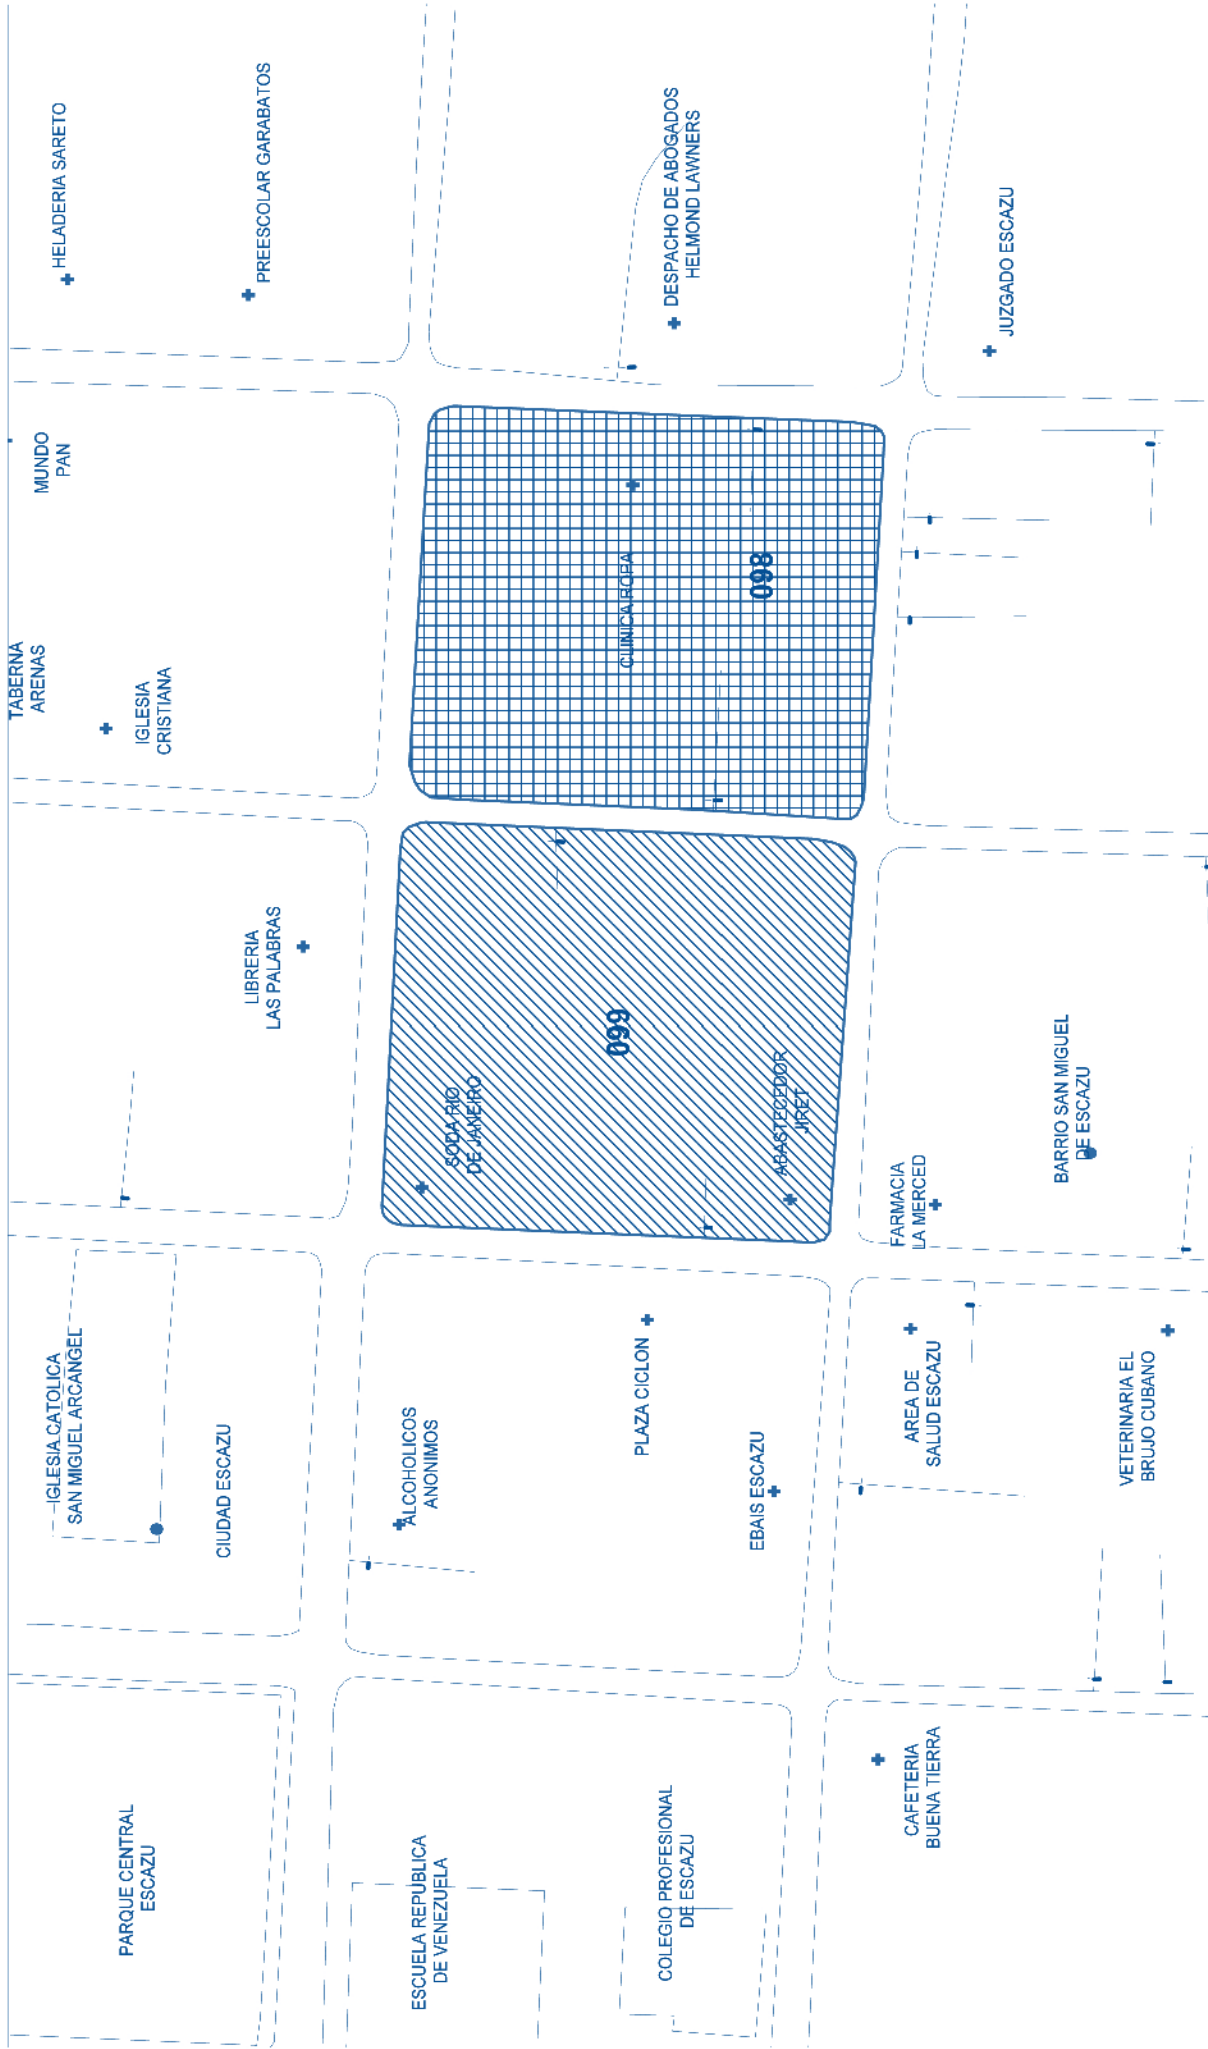 TABERNA
ARENAS
MUNDO
PAN
IGLESIA CATOLICA
SAN MIGUEL ARCANGEL
HELADERIA SARETO
PARQUE CENTRAL
ESCAZU
IGLESIA
CRISTIANA
CIUDAD ESCAZU
LIBRERIA
LAS PALABRAS
PREESCOLAR GARABATOS
ESCUELA REPUBLICA
DE VENEZUELA
ALCOHOLICOS
ANONIMOS
SODA RIO
DE JANEIRO
099
CLINICA ROFA
PLAZA CICLON
COLEGIO PROFESIONAL
DE ESCAZU
DESPACHO DE ABOGADOS
HELMOND LAWNERS
EBAIS ESCAZU
098
ABASTECEDOR
JIRET
FARMACIA
LA MERCED
CAFETERIA
BUENA TIERRA
AREA DE
SALUD ESCAZU
JUZGADO ESCAZU
BARRIO SAN MIGUEL
DE ESCAZU
VETERINARIA EL
BRUJO CUBANO